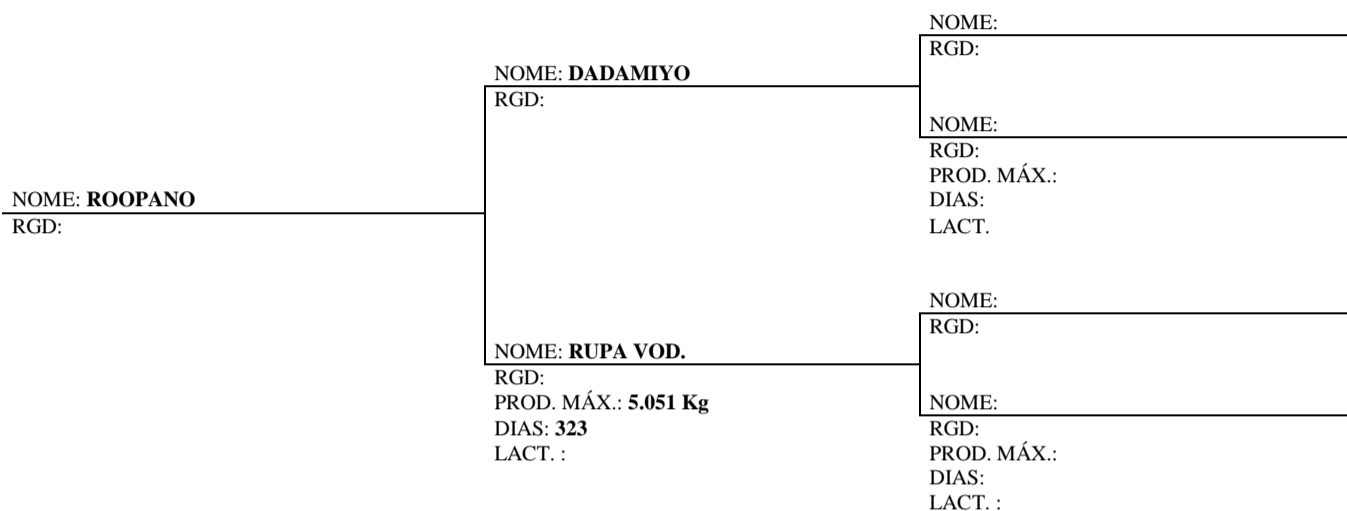 NOME:
RGD:
NOME: DADAMIYO
RGD:
NOME:
RGD:
PROD. MÁX.:
DIAS:
LACT.
NOME: ROOPANO
RGD:
NOME:
RGD:
NOME: RUPA VOD.
RGD:
PROD. MÁX.: 5.051 Kg
DIAS: 323
LACT. :
NOME:
RGD:
PROD. MÁX.:
DIAS:
LACT. :